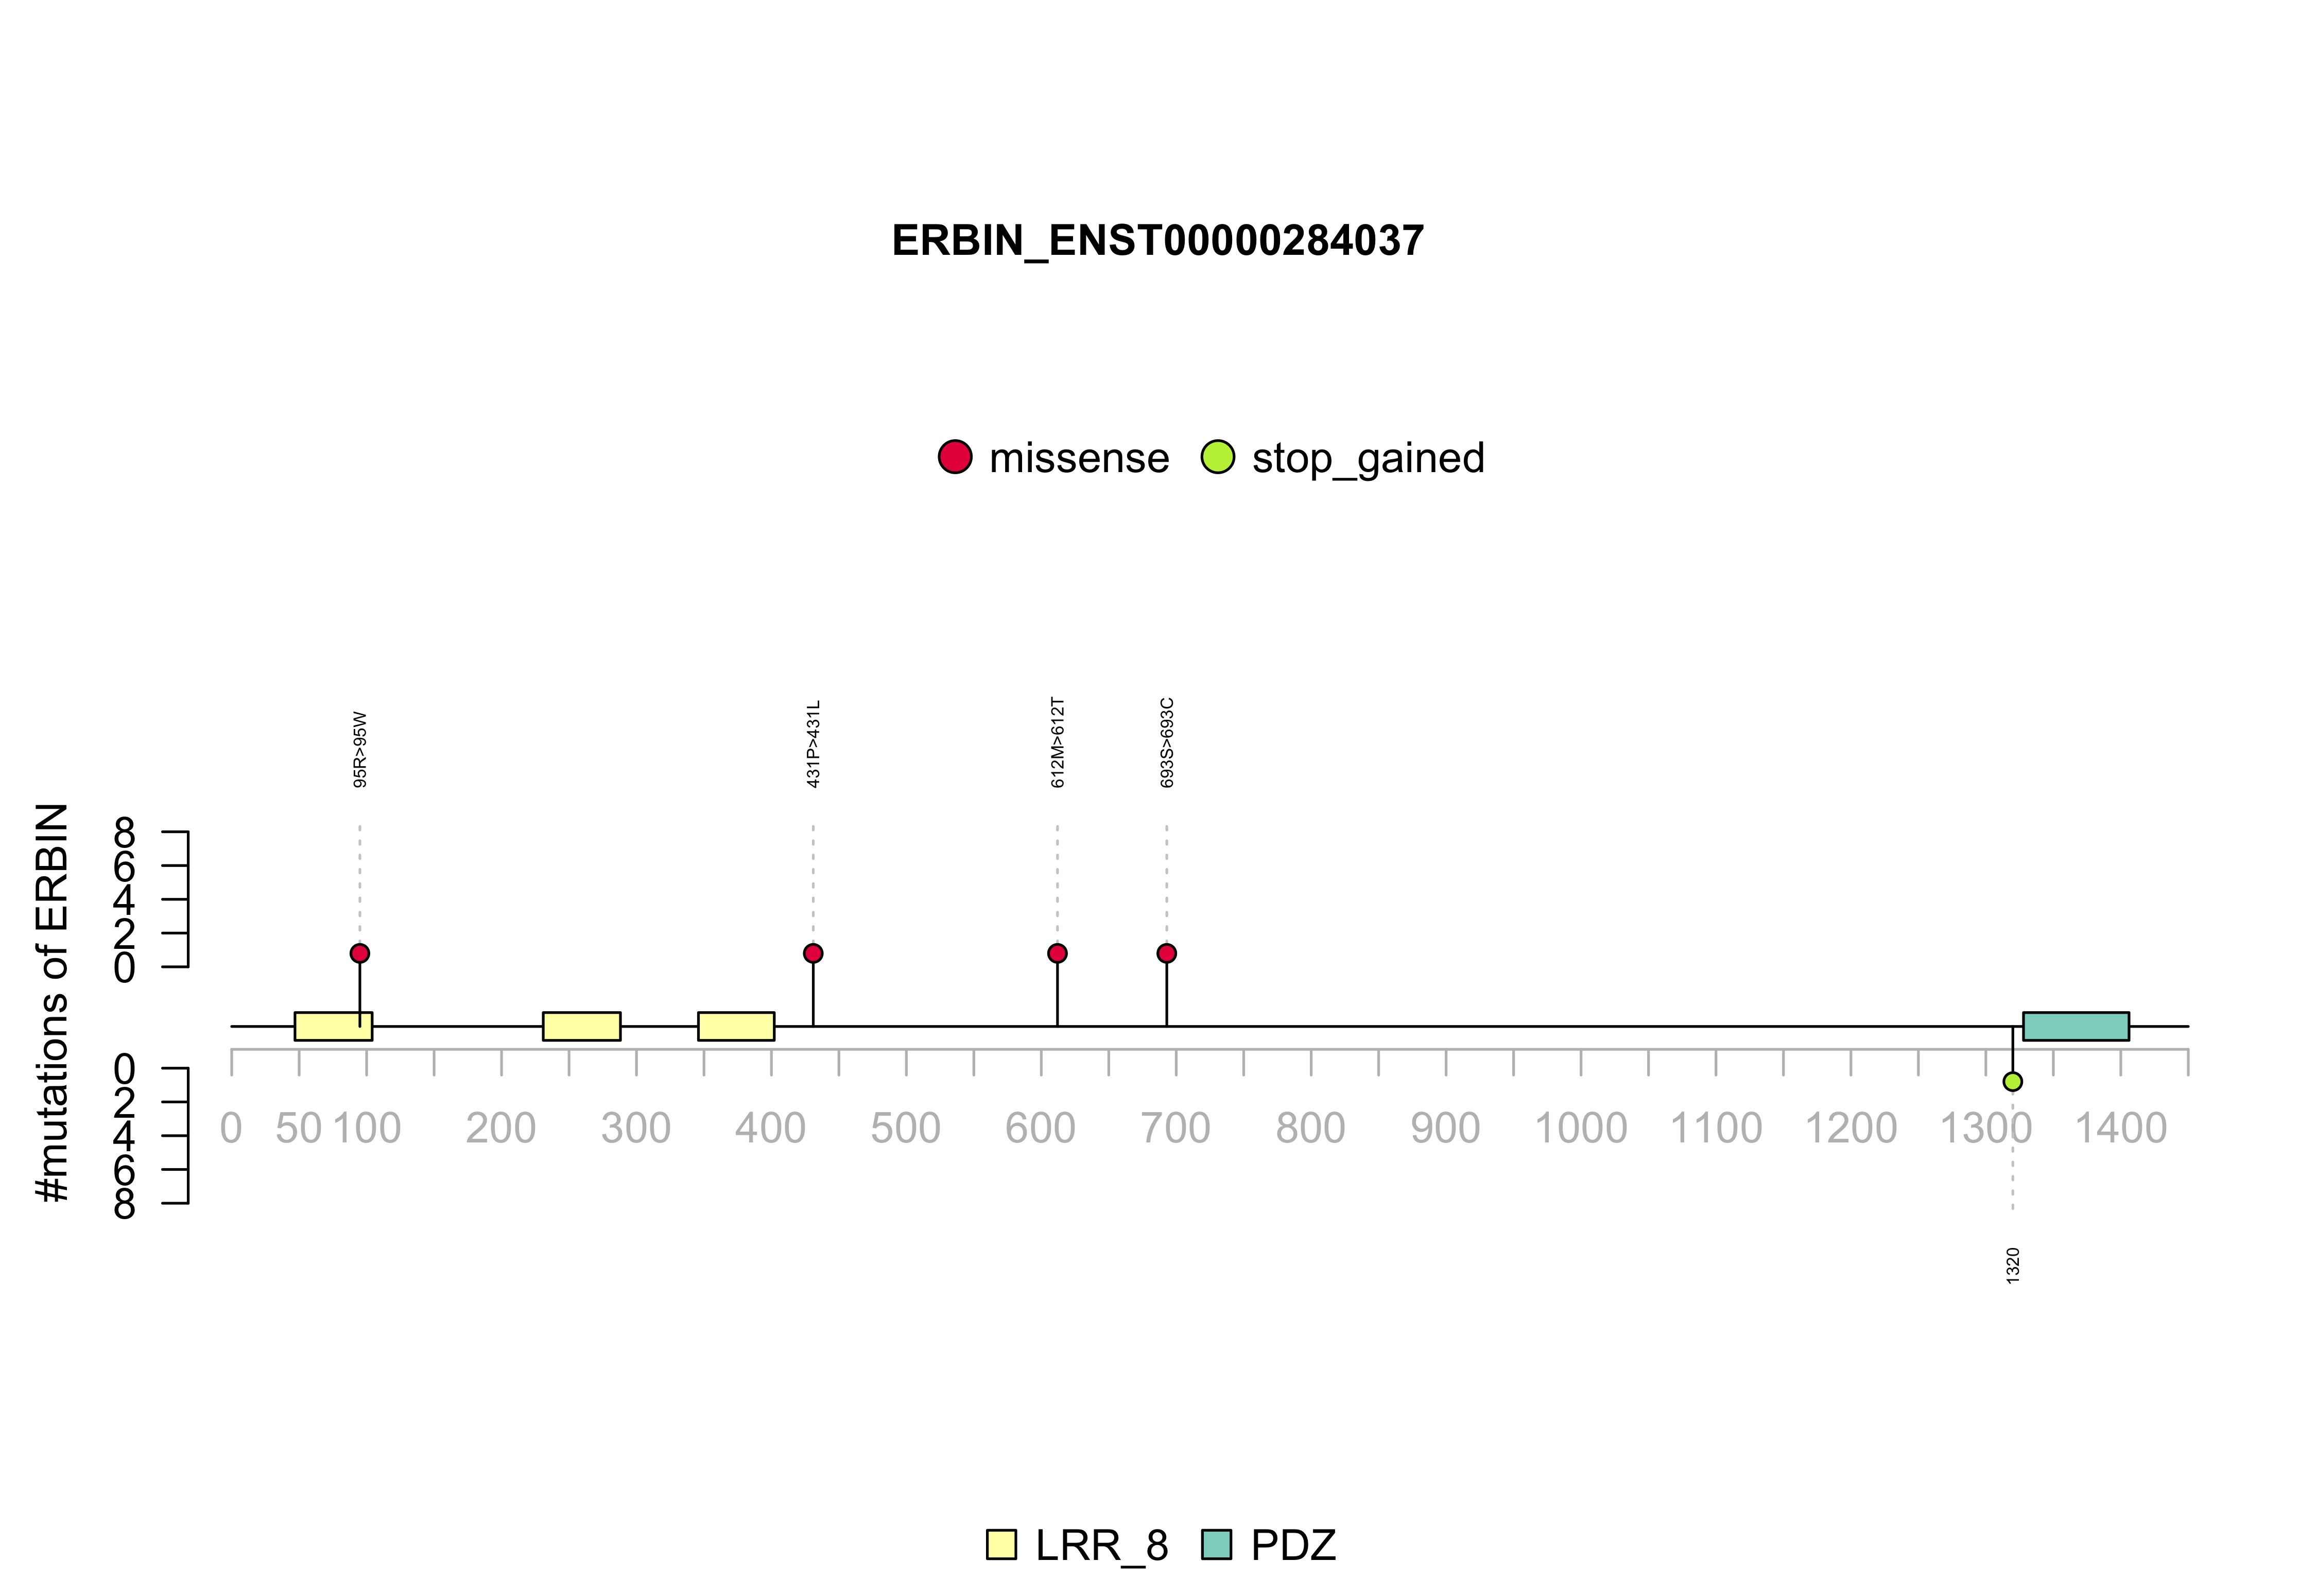 ERBIN_ENST00000284037
missense stop_gained
95R>95W 431P>431L 612M>612T 693S>693C
#mutations of ERBIN
8
6
4
2
0
0
2
4
6
8
0 50 100 200 300 400 500 600 700 800 900 1000 1100 1200 1300 1400
1320
LRR_8 PDZ